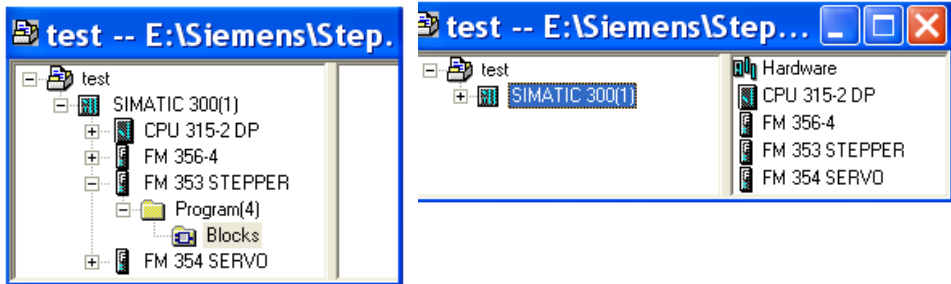 test -- E:\Siemens\Step.
test
SIMATIC 300(1)
CPU 315-2 DP
FM 356-4
FM 353 STEPPER
Program(4)
Blocks
FM 354 SERVO
test -- E:\Siemens\Step...
test
SIMATIC 300(1)
Hardware
CPU 315-2 DP
FM 356-4
FM 353 STEPPER
FM 354 SERVO